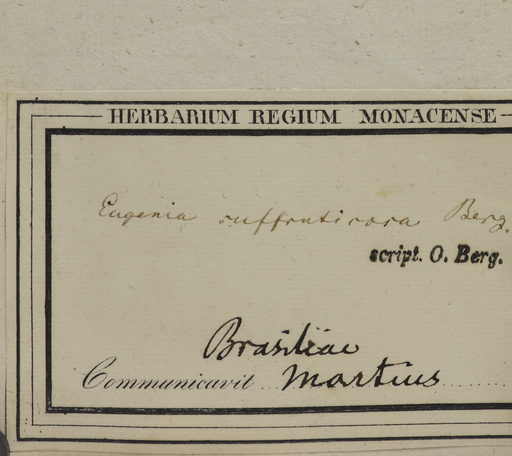 HERBARIUM REGIUM MONACENSE
Eugenia suffruticosa Berg.
script. O. Berg.
Brasiliae
Communicavit Martius